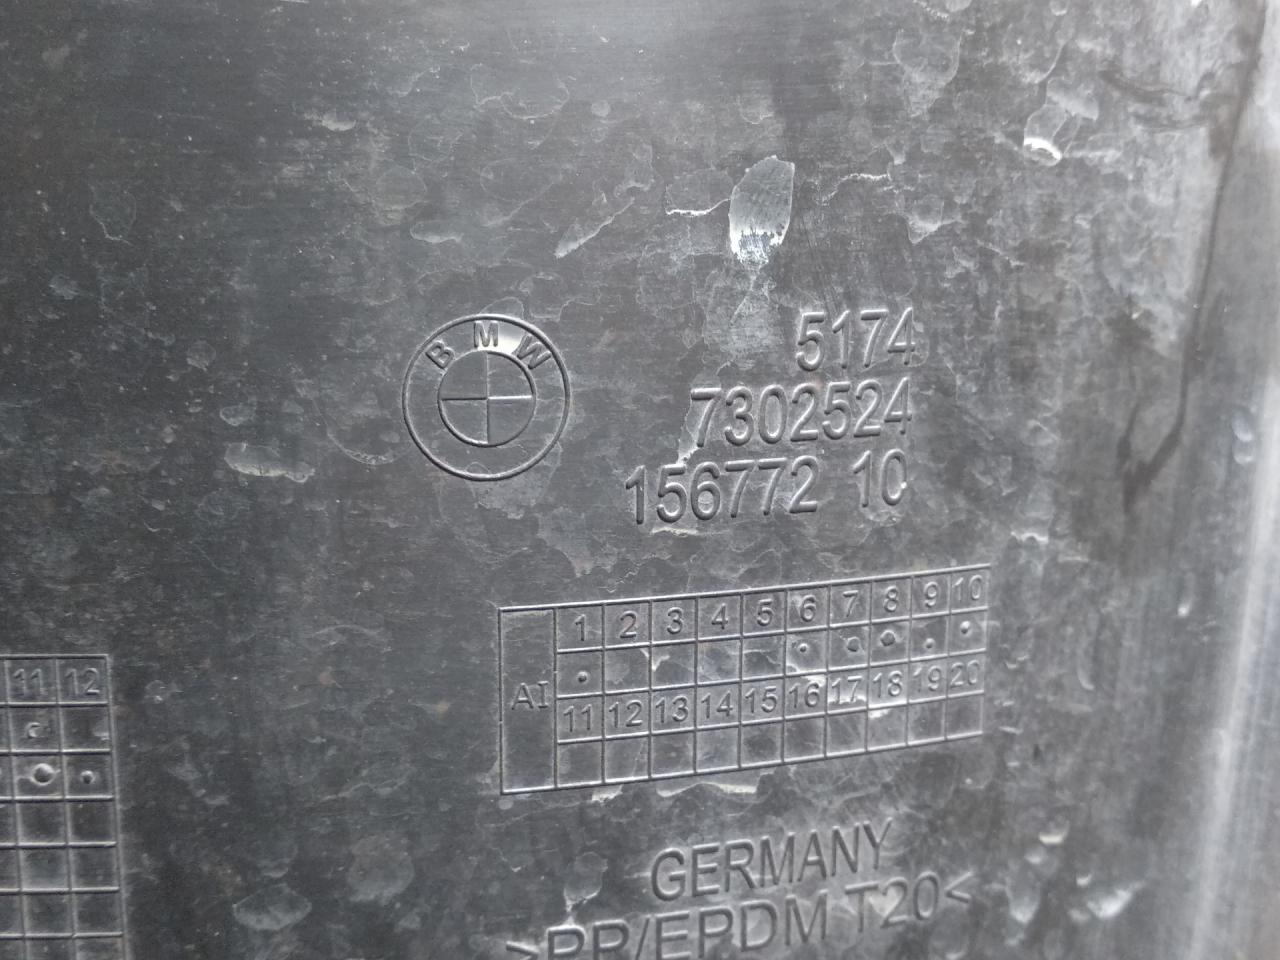 BMW
5174
7302524
156772 10
1 2 3 4 5 6 7 8 9 10
AI
11 12 13 14 15 16 17 18 19 20
11 12
GERMANY
>PP/EPDM T20<